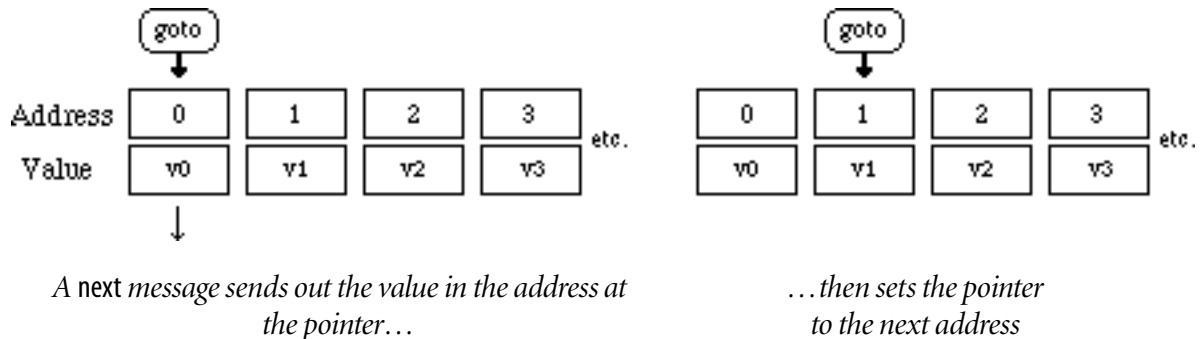 goto goto
Address 0 1 2 3 etc. 0 1 2 3 etc.
Value v0 v1 v2 v3 v0 v1 v2 v3
A next message sends out the value in the address at
the pointer…
…then sets the pointer
to the next address